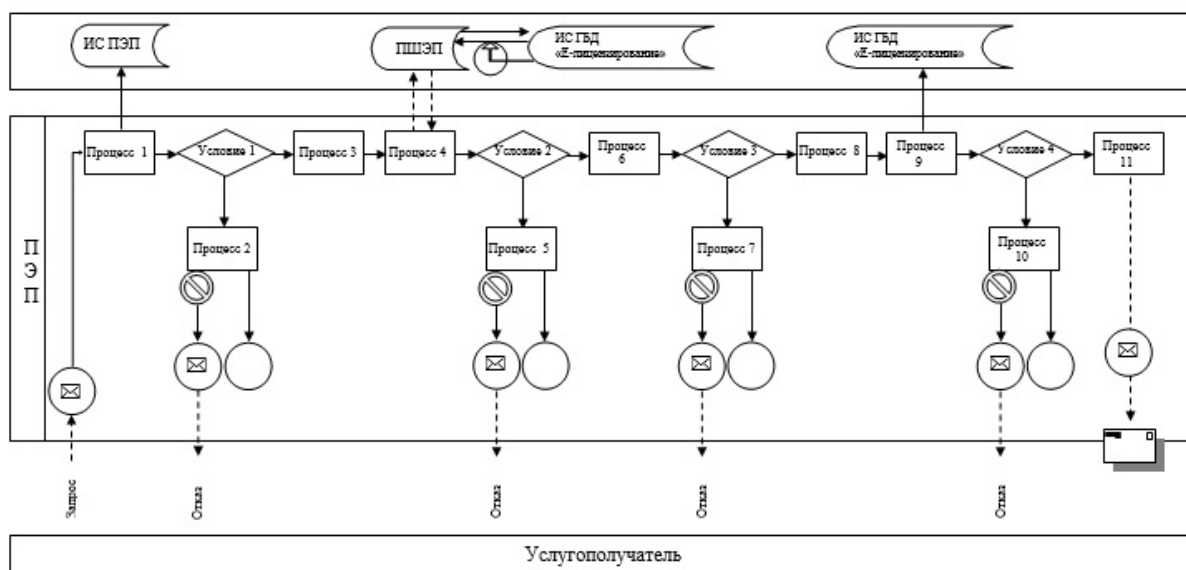 ИС ПЭП
ПШЭП
ИС ГБД
«Е-лицензирование»
ИС ГБД
«Е-лицензирование»
П
Э
П
Процесс 1
Условие 1
Процесс 3
Процесс 4
Условие 2
Процесс
6
Условие 3
Процесс 8
Процесс
9
Условие 4
Процесс
11
Процесс 2
Процесс 5
Процесс 7
Процесс
10
Запрос
Отказ
Отказ
Отказ
Отказ
Услугополучатель